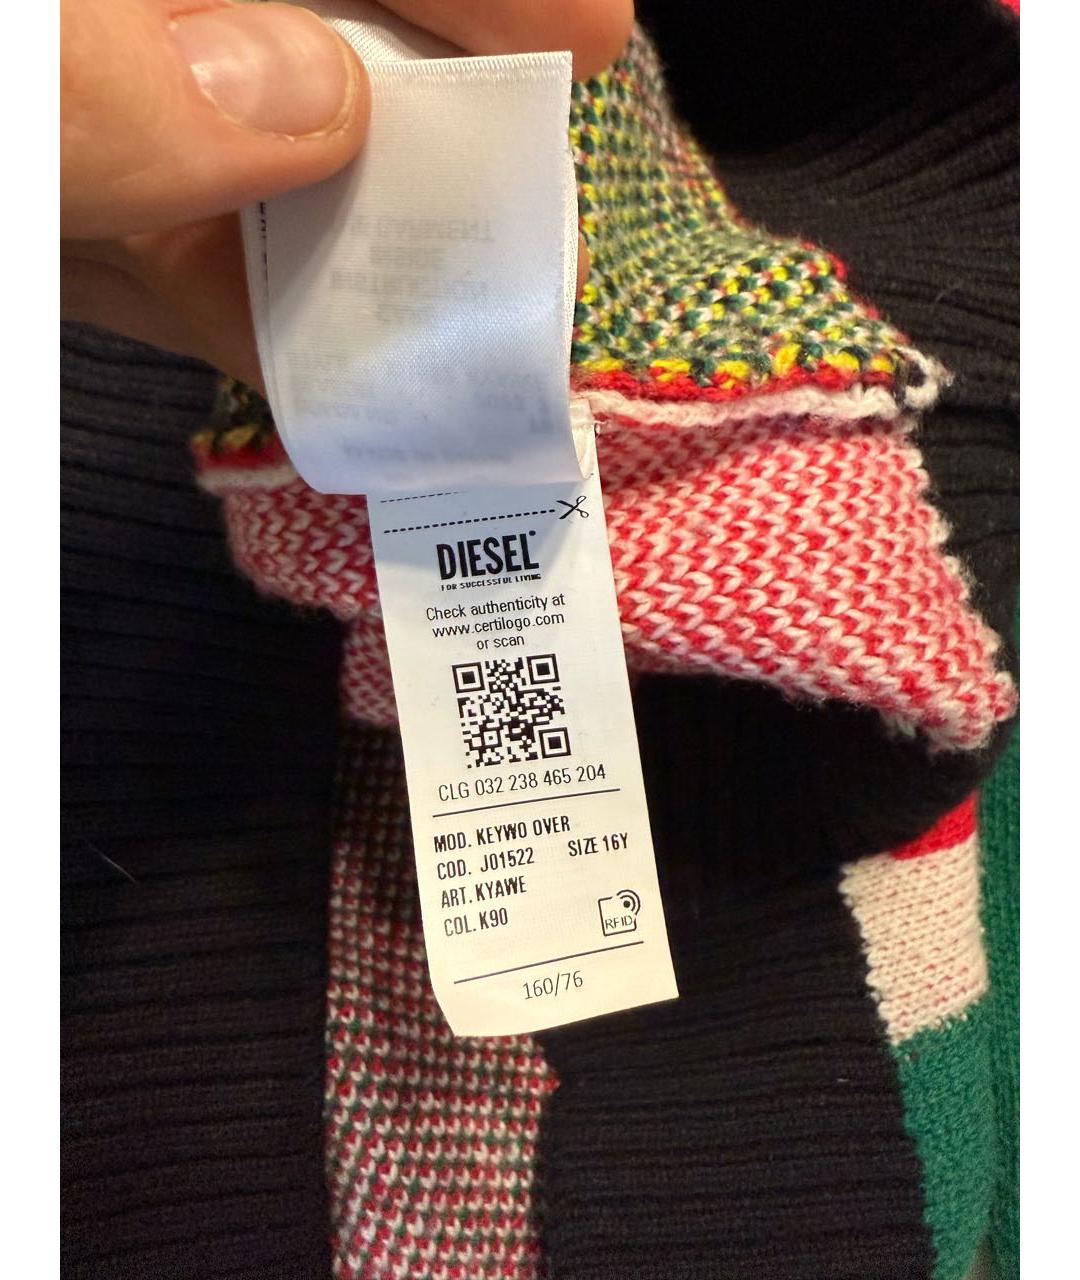 DIESEL
FOR SUCCESSFUL LIVING
Check authenticity at
www.certilogo.com
or scan
CLG 032 238 465 204
MOD. KEYWO OVER
COD. J01522 SIZE 16Y
ART. KYAWE
COL. K90
RFID
160/76